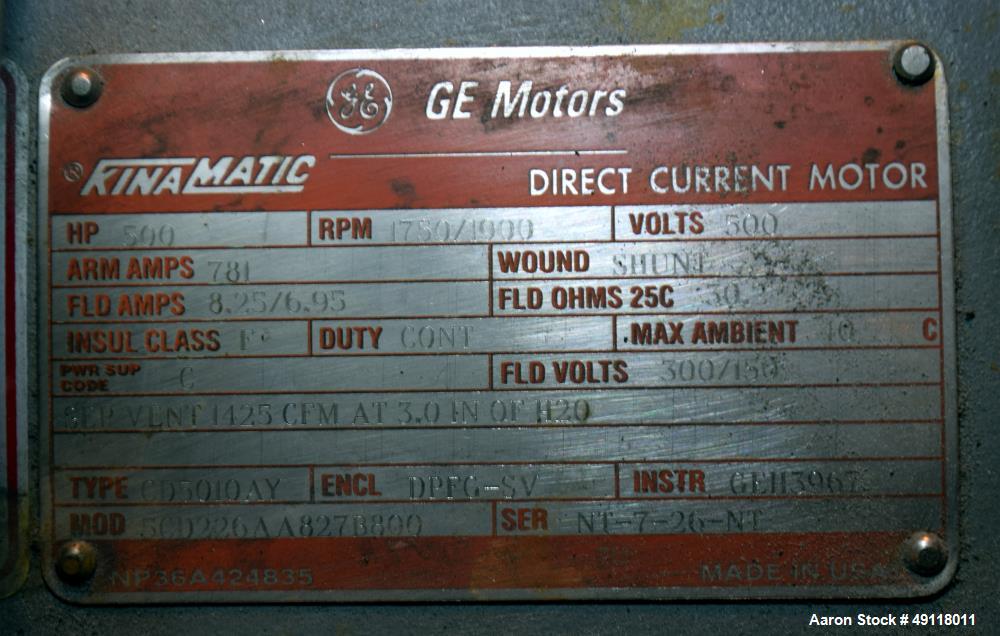 GE GE Motors
® KINAMATIC DIRECT CURRENT MOTOR
HP 500 RPM 1750/1900 VOLTS 500
ARM AMPS 781 WOUND SHUNT
FLD AMPS 8.25/6.95 FLD OHMS 25C 30.
INSUL CLASS F DUTY CONT MAX AMBIENT 40 C
PWR SUP CODE C FLD VOLTS 300/150
SEP VENT 1425 CFM AT 3.0 IN OF H2O
TYPE CD5010AY ENCL DPFG-SV INSTR GEH3967
MOD 5CD226AA827B800 SER NT-7-26-NT
NP36A424835 MADE IN USA
Aaron Stock # 49118011